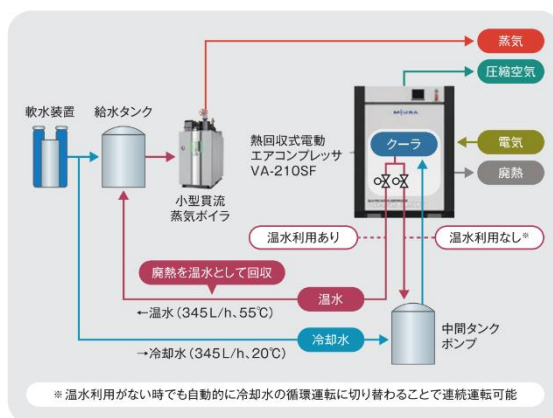 蒸気
圧縮空気
軟水装置
給水タンク
MIURA
熱回収式電動
エアコンプレッサ
VA-210SF
クーラ
電気
廃熱
小型貫流
蒸気ボイラ
温水利用あり
温水利用なし※
廃熱を温水として回収
温水
←温水(345L/h、55℃)
冷却水
→冷却水(345L/h、20℃)
中間タンク
ポンプ
※温水利用がない時でも自動的に冷却水の循環運転に切り替わることで連続運転可能